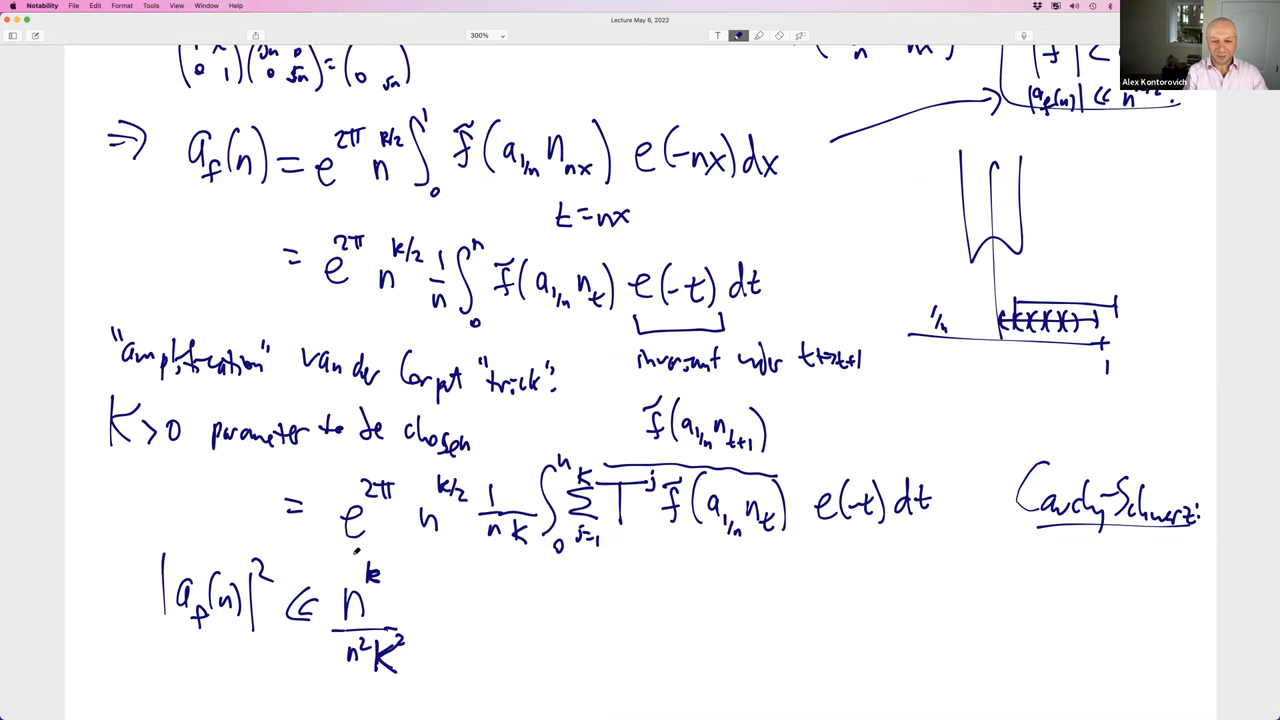 Notability File Edit Insert Format Tools View Window Help
Lecture May 6, 2022
300%
Alex Kontorovich
|a_f(n)| ≪ n^{k/2}.
⇒ a_f(n) = e^{2π} n^{k/2} ∫_0^1 f̃(a_{1/n} n_{nx}) e(-nx)dx
t = nx
= e^{2π} n^{k/2} 1/n ∫_0^n f̃(a_{1/n} n_t) e(-t) dt
1/n
1
"amplification" van der Corput "trick":
invariant under t↦t+1
K>0 parameter to be chosen
f̃(a_{1/n} n_{t+1})
= e^{2π} n^{k/2} 1/(nK) ∫_0^n Σ_{j=1}^K T^j f̃(a_{1/n} n_t) e(-t) dt
Cauchy-Schwarz:
|a_f(n)|^2 ≪ n^k/(n^2 K^2)